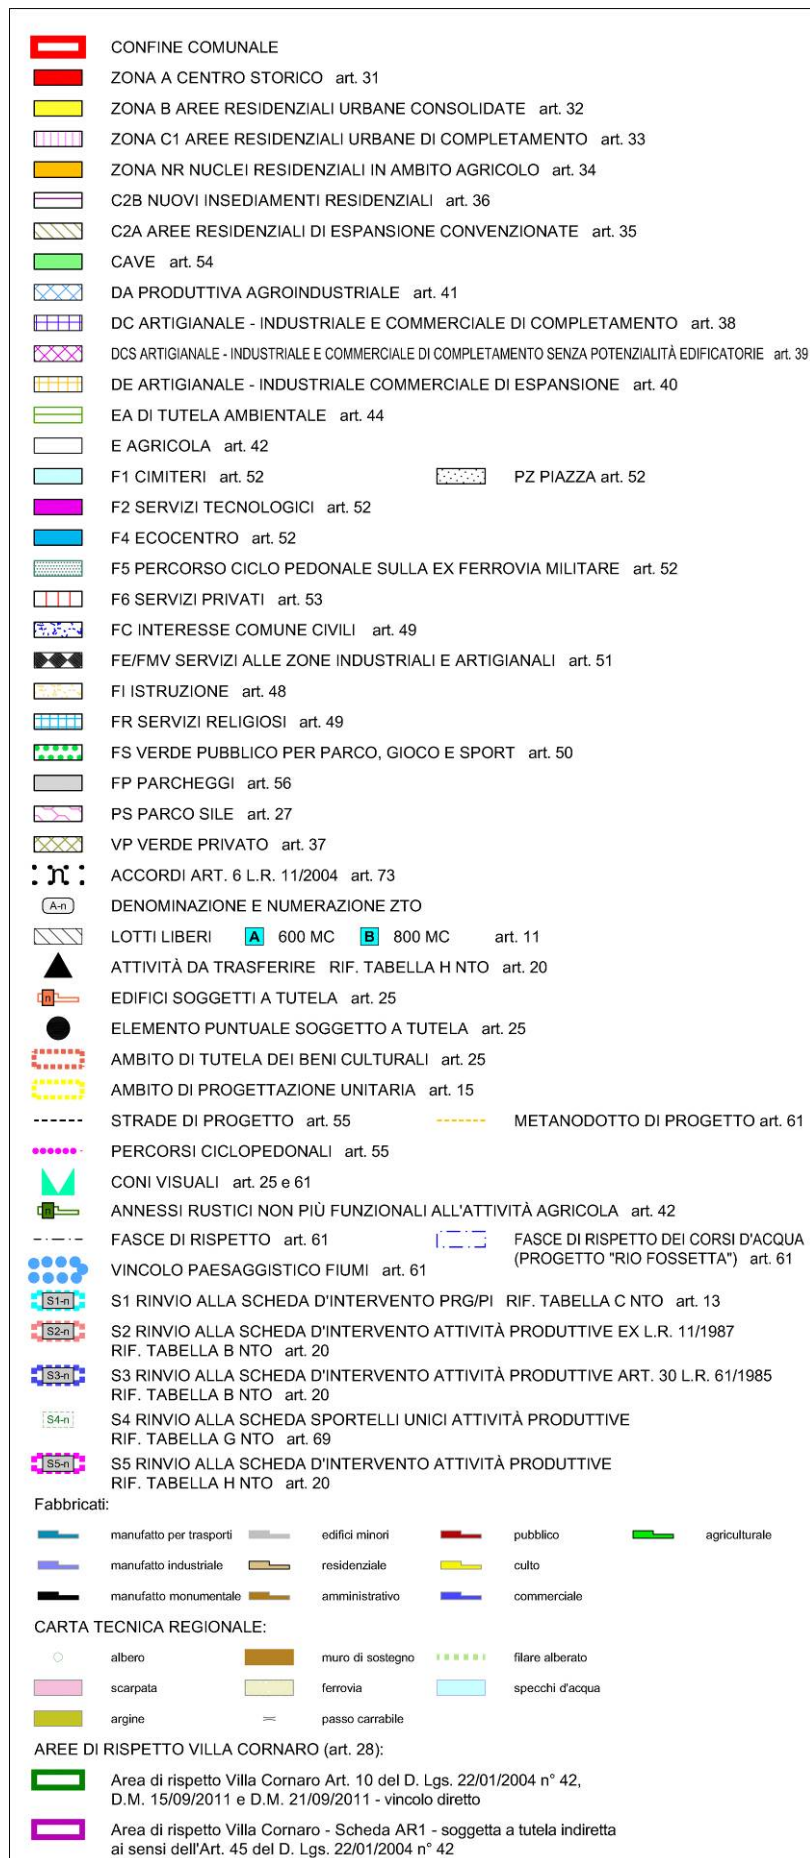 CONFINE COMUNALE
ZONA A CENTRO STORICO art. 31
ZONA B AREE RESIDENZIALI URBANE CONSOLIDATE art. 32
ZONA C1 AREE RESIDENZIALI URBANE DI COMPLETAMENTO art. 33
ZONA NR NUCLEI RESIDENZIALI IN AMBITO AGRICOLO art. 34
C2B NUOVI INSEDIAMENTI RESIDENZIALI art. 36
C2A AREE RESIDENZIALI DI ESPANSIONE CONVENZIONATE art. 35
CAVE art. 54
DA PRODUTTIVA AGROINDUSTRIALE art. 41
DC ARTIGIANALE - INDUSTRIALE E COMMERCIALE DI COMPLETAMENTO art. 38
DCS ARTIGIANALE - INDUSTRIALE E COMMERCIALE DI COMPLETAMENTO SENZA POTENZIALITÀ EDIFICATORIE art. 39
DE ARTIGIANALE - INDUSTRIALE COMMERCIALE DI ESPANSIONE art. 40
EA DI TUTELA AMBIENTALE art. 44
E AGRICOLA art. 42
F1 CIMITERI art. 52 PZ PIAZZA art. 52
F2 SERVIZI TECNOLOGICI art. 52
F4 ECOCENTRO art. 52
F5 PERCORSO CICLO PEDONALE SULLA EX FERROVIA MILITARE art. 52
F6 SERVIZI PRIVATI art. 53
FC INTERESSE COMUNE CIVILI art. 49
FE/FMV SERVIZI ALLE ZONE INDUSTRIALI E ARTIGIANALI art. 51
FI ISTRUZIONE art. 48
FR SERVIZI RELIGIOSI art. 49
FS VERDE PUBBLICO PER PARCO, GIOCO E SPORT art. 50
FP PARCHEGGI art. 56
PS PARCO SILE art. 27
VP VERDE PRIVATO art. 37
n ACCORDI ART. 6 L.R. 11/2004 art. 73
A-n DENOMINAZIONE E NUMERAZIONE ZTO
LOTTI LIBERI A 600 MC B 800 MC art. 11
ATTIVITÀ DA TRASFERIRE RIF. TABELLA H NTO art. 20
n EDIFICI SOGGETTI A TUTELA art. 25
ELEMENTO PUNTUALE SOGGETTO A TUTELA art. 25
AMBITO DI TUTELA DEI BENI CULTURALI art. 25
AMBITO DI PROGETTAZIONE UNITARIA art. 15
STRADE DI PROGETTO art. 55 METANODOTTO DI PROGETTO art. 61
PERCORSI CICLOPEDONALI art. 55
CONI VISUALI art. 25 e 61
n ANNESSI RUSTICI NON PIÙ FUNZIONALI ALL'ATTIVITÀ AGRICOLA art. 42
FASCE DI RISPETTO art. 61 FASCE DI RISPETTO DEI CORSI D'ACQUA
(PROGETTO "RIO FOSSETTA") art. 61
VINCOLO PAESAGGISTICO FIUMI art. 61
S1-n S1 RINVIO ALLA SCHEDA D'INTERVENTO PRG/PI RIF. TABELLA C NTO art. 13
S2-n S2 RINVIO ALLA SCHEDA D'INTERVENTO ATTIVITÀ PRODUTTIVE EX L.R. 11/1987
RIF. TABELLA B NTO art. 20
S3-n S3 RINVIO ALLA SCHEDA D'INTERVENTO ATTIVITÀ PRODUTTIVE ART. 30 L.R. 61/1985
RIF. TABELLA B NTO art. 20
S4-n S4 RINVIO ALLA SCHEDA SPORTELLI UNICI ATTIVITÀ PRODUTTIVE
RIF. TABELLA G NTO art. 69
S5-n S5 RINVIO ALLA SCHEDA D'INTERVENTO ATTIVITÀ PRODUTTIVE
RIF. TABELLA H NTO art. 20
Fabbricati:
manufatto per trasporti edifici minori pubblico agriculturale
manufatto industriale residenziale culto
manufatto monumentale amministrativo commerciale
CARTA TECNICA REGIONALE:
albero muro di sostegno filare alberato
scarpata ferrovia specchi d'acqua
argine passo carrabile
AREE DI RISPETTO VILLA CORNARO (art. 28):
Area di rispetto Villa Cornaro Art. 10 del D. Lgs. 22/01/2004 n° 42,
D.M. 15/09/2011 e D.M. 21/09/2011 - vincolo diretto
Area di rispetto Villa Cornaro - Scheda AR1 - soggetta a tutela indiretta
ai sensi dell'Art. 45 del D. Lgs. 22/01/2004 n° 42